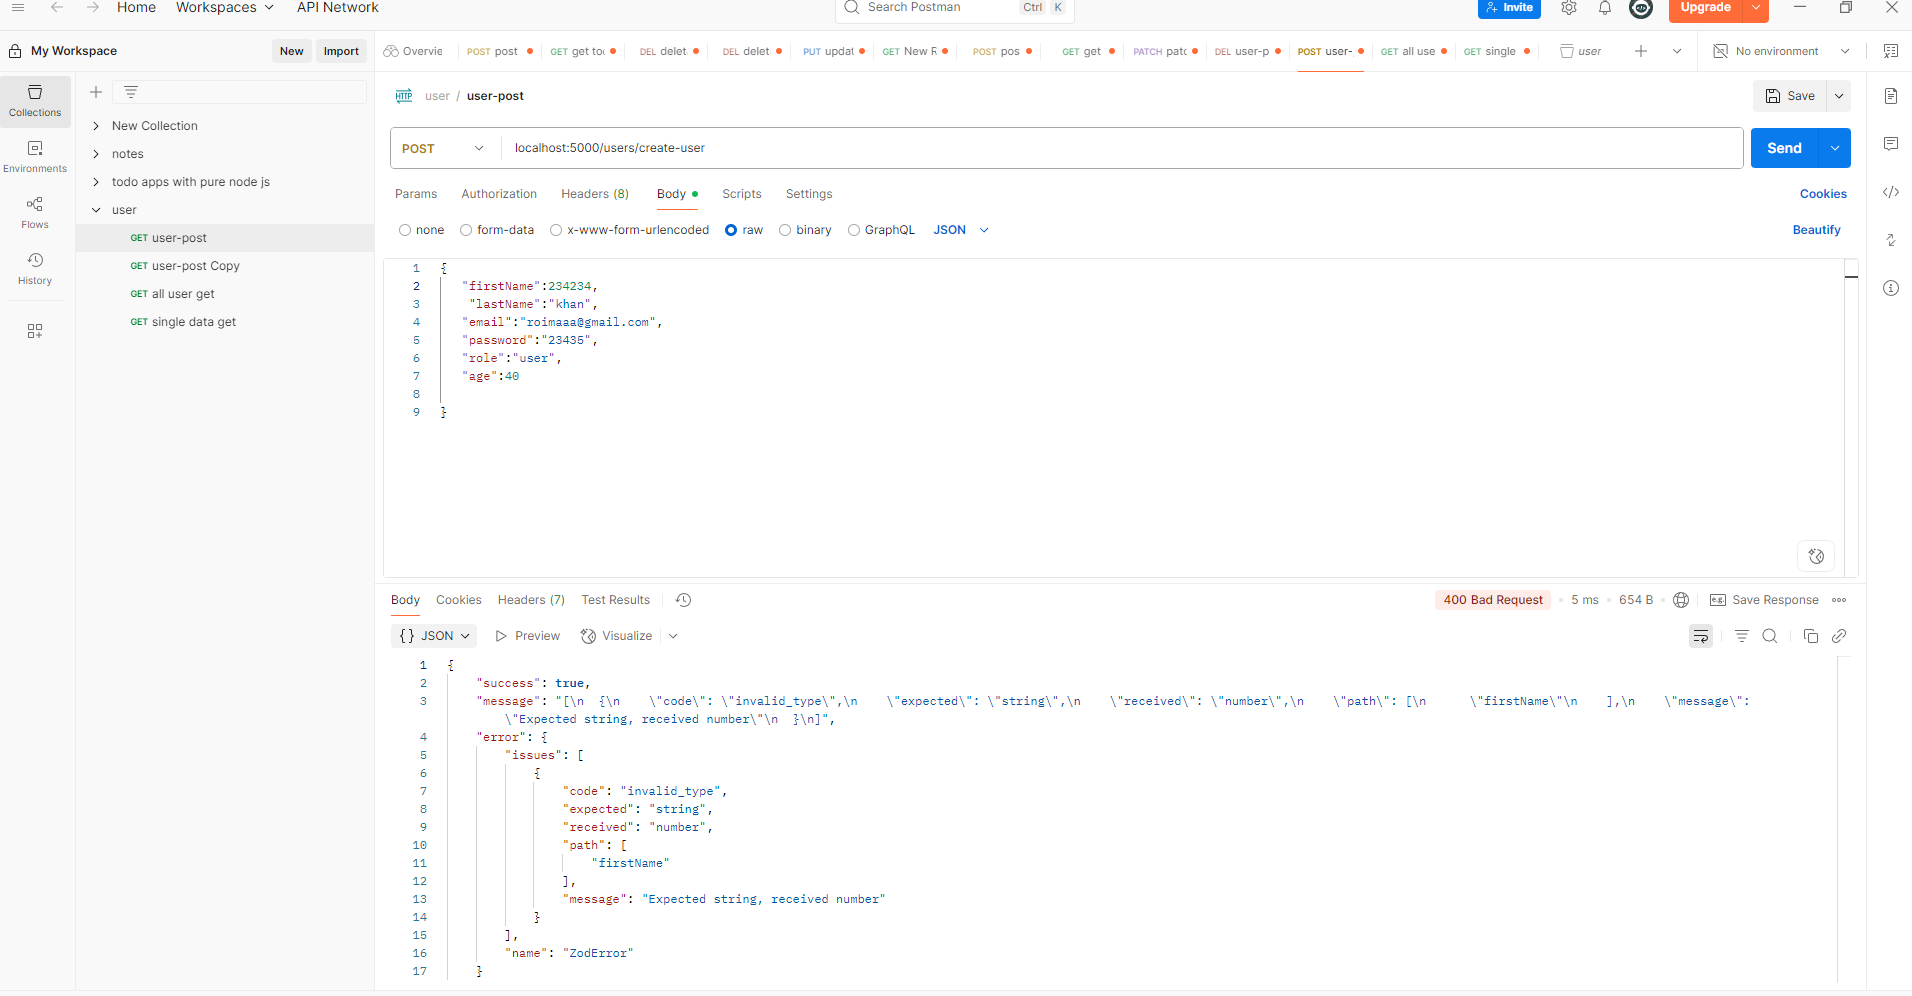 Home Workspaces API Network Search Postman Ctrl K Invite Upgrade
My Workspace New Import Overvie POST post GET get to DEL delet DEL delet PUT updat GET New R POST pos GET get PATCH patc DEL user-p POST user- GET all use GET single user No environment
Collections
Environments
Flows
History
New Collection
notes
todo apps with pure node js
user
GET user-post
GET user-post Copy
GET all user get
GET single data get
HTTP user / user-post Save
POST localhost:5000/users/create-user Send
Params Authorization Headers (8) Body Scripts Settings Cookies
none form-data x-www-form-urlencoded raw binary GraphQL JSON Beautify
1 {
2 "firstName":234234,
3 "lastName":"khan",
4 "email":"roimaaa@gmail.com",
5 "password":"23435",
6 "role":"user",
7 "age":40
8
9 }
Body Cookies Headers (7) Test Results 400 Bad Request • 5 ms • 654 B • e.g. Save Response
{} JSON Preview Visualize
1 {
2 "success": true,
3 "message": "[\n  {\n    \"code\": \"invalid_type\",\n    \"expected\": \"string\",\n    \"received\": \"number\",\n    \"path\": [\n      \"firstName\"\n    ],\n    \"message\":
\"Expected string, received number\"\n  }\n]",
4 "error": {
5 "issues": [
6 {
7 "code": "invalid_type",
8 "expected": "string",
9 "received": "number",
10 "path": [
11 "firstName"
12 ],
13 "message": "Expected string, received number"
14 }
15 ],
16 "name": "ZodError"
17 }